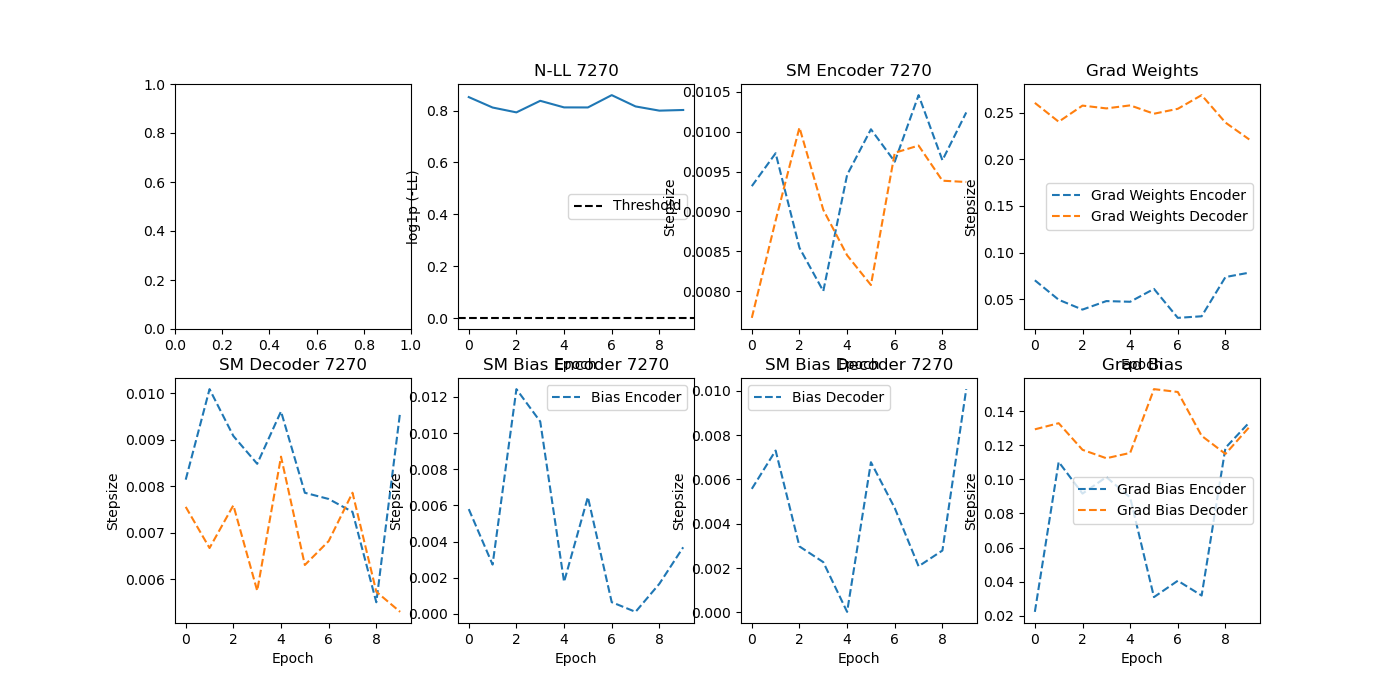 N-LL 7270
SM Encoder 7270
Grad Weights
1.0
0.8
0.6
0.4
0.2
0.0
0.0 0.2 0.4 0.6 0.8 1.0
log1p (-LL)
0.8
0.6
0.4
0.2
0.0
Threshold
0 2 4 6 8
Epoch
Stepsize
0.0105
0.0100
0.0095
0.0090
0.0085
0.0080
0 2 4 6 8
Epoch
Stepsize
0.25
0.20
0.15
0.10
0.05
Grad Weights Encoder
Grad Weights Decoder
0 2 4 6 8
Epoch
SM Decoder 7270
SM Bias Encoder 7270
SM Bias Decoder 7270
Grad Bias
Stepsize
0.010
0.009
0.008
0.007
0.006
0 2 4 6 8
Epoch
Stepsize
0.012
0.010
0.008
0.006
0.004
0.002
0.000
Bias Encoder
0 2 4 6 8
Epoch
Stepsize
0.010
0.008
0.006
0.004
0.002
0.000
Bias Decoder
0 2 4 6 8
Epoch
Stepsize
0.14
0.12
0.10
0.08
0.06
0.04
0.02
Grad Bias Encoder
Grad Bias Decoder
0 2 4 6 8
Epoch